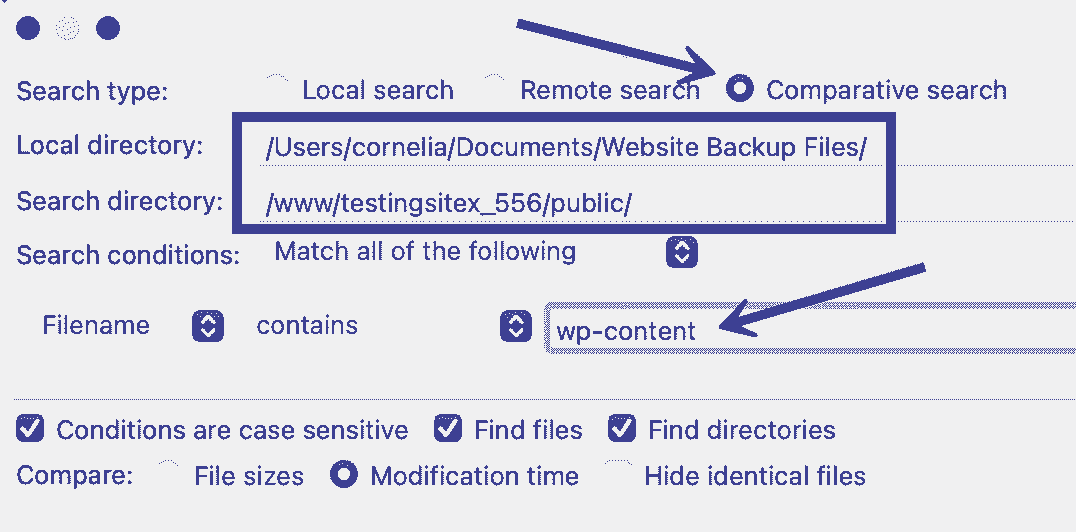 Search type: Local search Remote search Comparative search
Local directory: /Users/cornelia/Documents/Website Backup Files/
Search directory: /www/testingsitex_556/public/
Search conditions: Match all of the following
Filename contains wp-content
Conditions are case sensitive Find files Find directories
Compare: File sizes Modification time Hide identical files